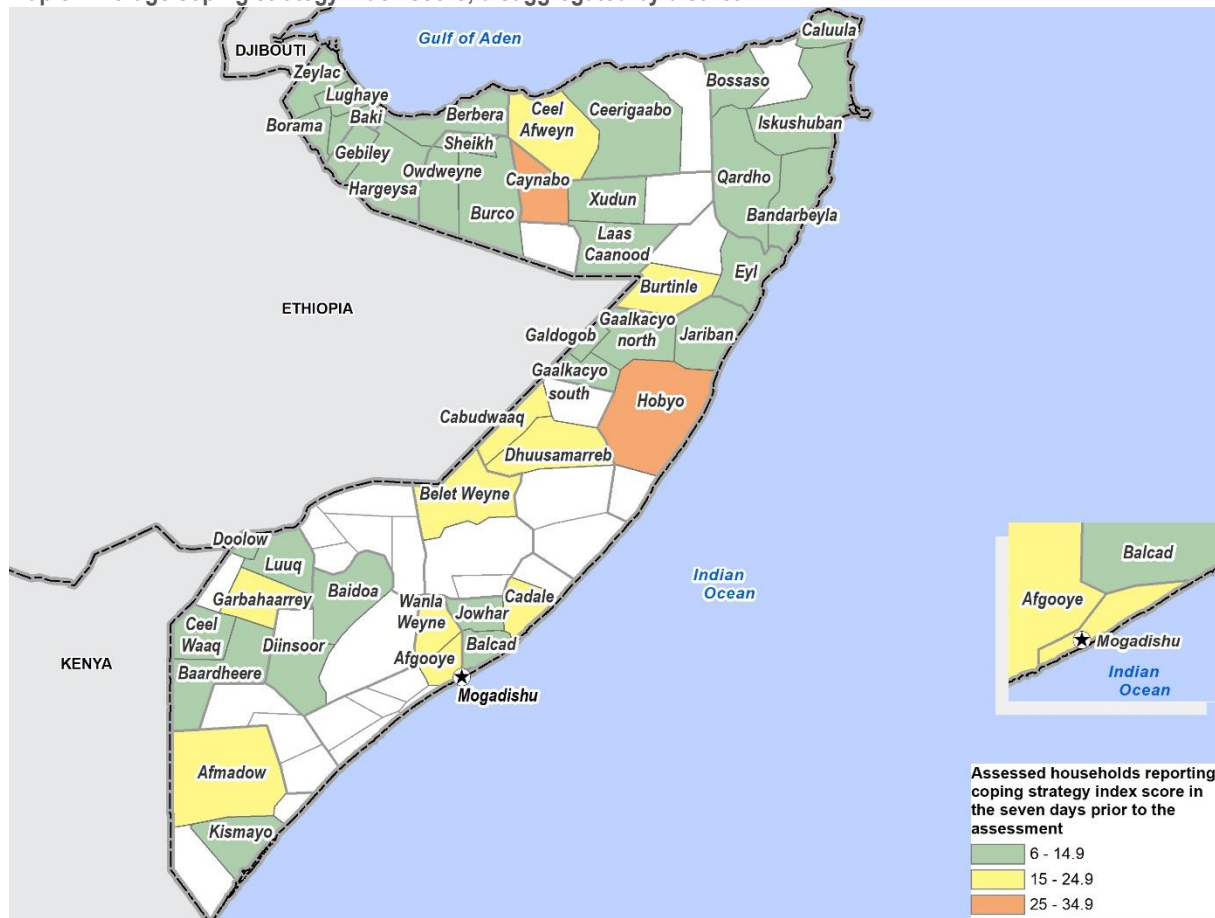 Caluula
Gulf of Aden
DJIBOUTI
Zeylac
Bossaso
Lughaye
Ceel
Afweyn
Ceerigaabo
Berbera
Baki
Iskushuban
Borama
Sheikh
Gebiley
Owdweyne
Caynabo
Qardho
Hargeysa
Xudun
Burco
Bandarbeyla
Laas
Caanood
Eyl
Burtinle
ETHIOPIA
Gaalkacyo
north
Galdogob
Jariban
Gaalkacyo
south
Hobyo
Cabudwaaq
Dhuusamarreb
Belet Weyne
Doolow
Luuq
Baidoa
Garbahaarrey
Wanla
Weyne
Cadale
Jowhar
Ceel
Waaq
Diinsoor
Balcad
Afgooye
Baardheere
KENYA
Mogadishu
Indian
Ocean
Afmadow
Kismayo
Balcad
Afgooye
Mogadishu
Indian
Ocean
Assessed households reporting
coping strategy index score in
the seven days prior to the
assessment
6 - 14.9
15 - 24.9
25 - 34.9